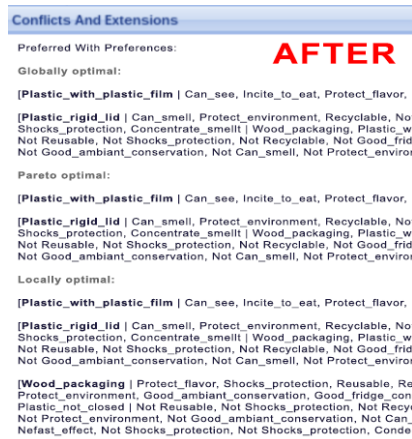 Conflicts And Extensions
Preferred With Preferences:
AFTER
Globally optimal:
[Plastic_with_plastic_film | Can_see, Incite_to_eat, Protect_flavor,
[Plastic_rigid_lid | Can_smell, Protect_environment, Recyclable, No
Shocks_protection, Concentrate_smellt | Wood_packaging, Plastic_w
Not Reusable, Not Shocks_protection, Not Recyclable, Not Good_frid
Not Good_ambiant_conservation, Not Can_smell, Not Protect_enviro
Pareto optimal:
[Plastic_with_plastic_film | Can_see, Incite_to_eat, Protect_flavor,
[Plastic_rigid_lid | Can_smell, Protect_environment, Recyclable, No
Shocks_protection, Concentrate_smellt | Wood_packaging, Plastic_w
Not Reusable, Not Shocks_protection, Not Recyclable, Not Good_frid
Not Good_ambiant_conservation, Not Can_smell, Not Protect_enviro
Locally optimal:
[Plastic_with_plastic_film | Can_see, Incite_to_eat, Protect_flavor,
[Plastic_rigid_lid | Can_smell, Protect_environment, Recyclable, No
Shocks_protection, Concentrate_smellt | Wood_packaging, Plastic_w
Not Reusable, Not Shocks_protection, Not Recyclable, Not Good_frid
Not Good_ambiant_conservation, Not Can_smell, Not Protect_enviro
[Wood_packaging | Protect_flavor, Shocks_protection, Reusable, Re
Protect_environment, Good_ambiant_conservation, Good_fridge_con
Plastic_not_closed | Not Reusable, Not Shocks_protection, Not Recy
Not Protect_environment, Not Good_ambiant_conservation, Not Can_
Nefast_effect, Not Shocks_protection, Not Shocks_protection, Conde